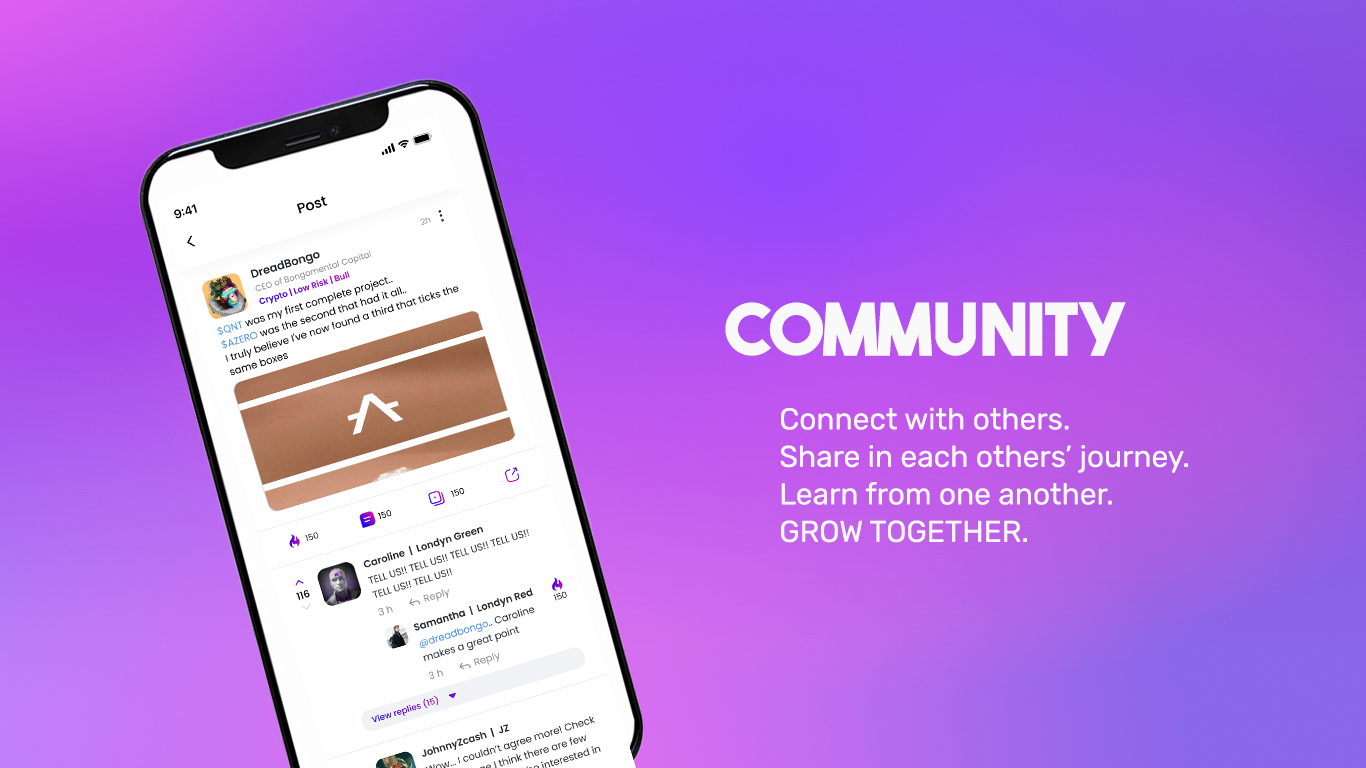 9:41
Post
DreadBongo
2h
CEO of Bongomental Capital
Crypto | Low Risk | Bull
$QNT was my first complete project..
$AZERO was the second that had it all..
I truly believe I've now found a third that ticks the
same boxes
150
150
150
116
Caroline | Londyn Green
TELL US!! TELL US!! TELL US!! TELL US!!
TELL US!! TELL US!!
3 h
Reply
Samantha | Londyn Red
@dreadbongo.. Caroline
makes a great point
150
3 h
Reply
View replies (15)
JohnnyZcash | JZ
Wow... I couldn't agree more! Check
I think there are few
interested in
COMMUNITY
Connect with others.
Share in each others’ journey.
Learn from one another.
GROW TOGETHER.